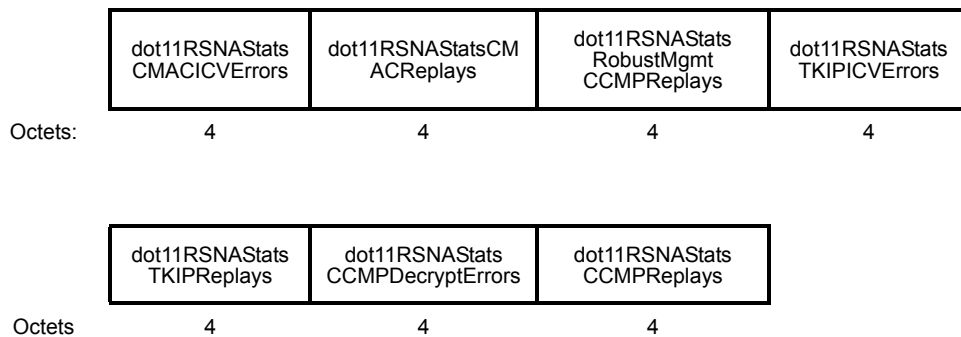 dot11RSNAStats
CMACICVErrors
dot11RSNAStatsCM
ACReplays
dot11RSNAStats
RobustMgmt
CCMPReplays
dot11RSNAStats
TKIPICVErrors
Octets: 4 4 4 4
dot11RSNAStats
TKIPReplays
dot11RSNAStats
CCMPDecryptErrors
dot11RSNAStats
CCMPReplays
Octets 4 4 4